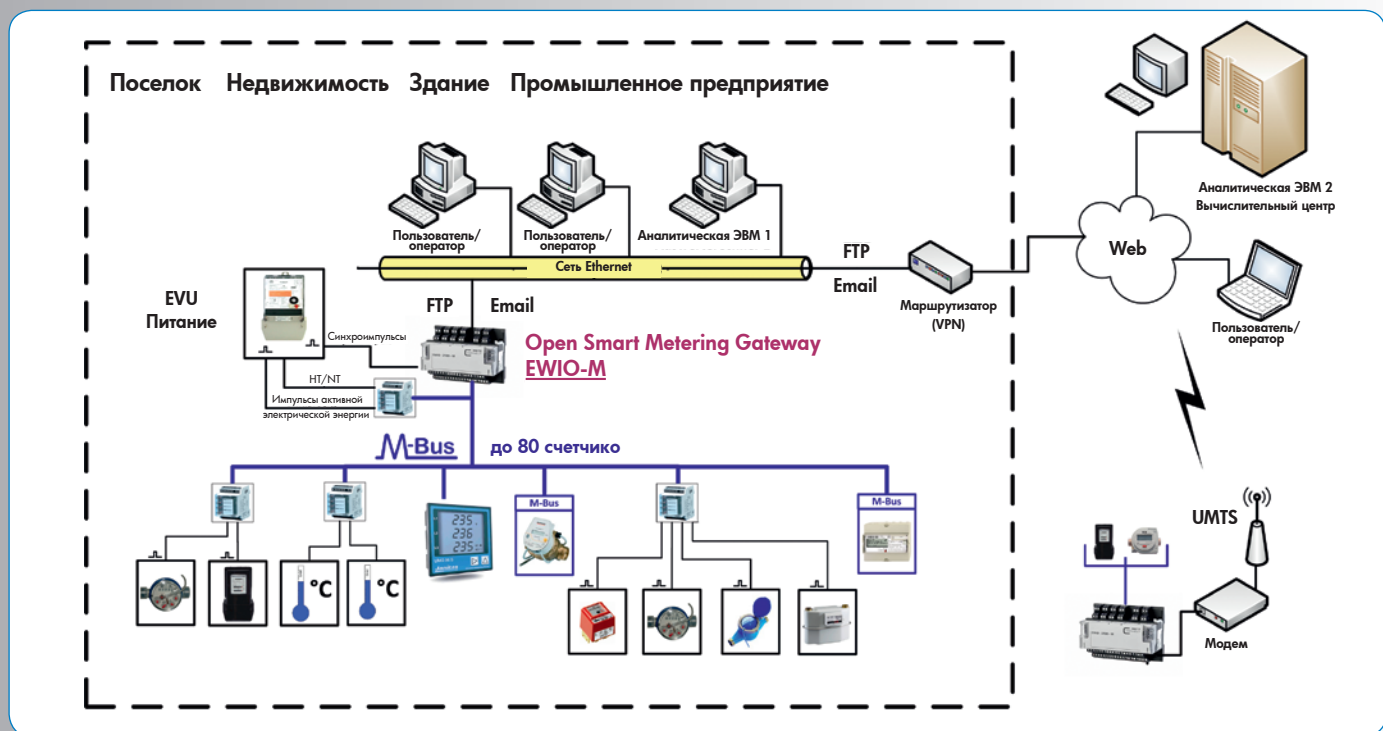 Поселок Недвижимость Здание Промышленное предприятие
Аналитическая ЭВМ 2
Вычислительный центр
Пользователь/
оператор
Пользователь/
оператор
Аналитическая ЭВМ 1
Сеть Ethernet
FTP
Email
Маршрутизатор
(VPN)
Web
Пользователь/
оператор
EVU
Питание
FTP Email
Синхроимпульсы
Open Smart Metering Gateway
EWIO-M
HT/NT
Импульсы активной
электрической энергии
M-Bus до 80 счетчико
M-Bus
M-Bus
235
236
235
°C
°C
UMTS
Модем